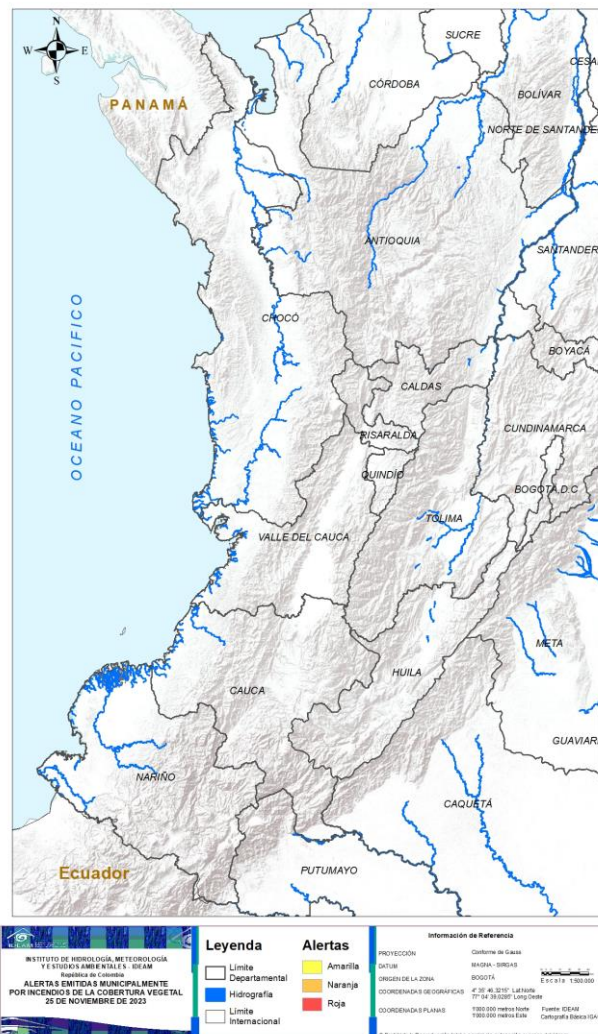 N
W E
S
SUCRE
CESAR
CÓRDOBA
PANAMÁ
BOLÍVAR
NORTE DE SANTANDER
ANTIOQUIA
SANTANDER
OCEANO PACIFICO
CHOCÓ
BOYACÁ
CALDAS
CUNDINAMARCA
RISARALDA
QUINDÍO
BOGOTÁ, D.C
TOLIMA
VALLE DEL CAUCA
META
HUILA
CAUCA
GUAVIARE
NARIÑO
CAQUETÁ
Ecuador
PUTUMAYO
INSTITUTO DE HIDROLOGÍA, METEOROLOGÍA
Y ESTUDIOS AMBIENTALES - IDEAM
República de Colombia
ALERTAS EMITIDAS MUNICIPALMENTE
POR INCENDIOS DE LA COBERTURA VEGETAL
25 DE NOVIEMBRE DE 2023
Leyenda
Límite
Departamental
Hidrografía
Límite
Internacional
Alertas
Amarilla
Naranja
Roja
Información de Referencia
PROYECCIÓN Conforme de Gauss
DATUM MAGNA - SIRGAS
ORIGEN DE LA ZONA BOGOTÁ
COORDENADAS GEOGRÁFICAS
COORDENADAS PLANAS
Escala 1:500.000
Fuente: IDEAM